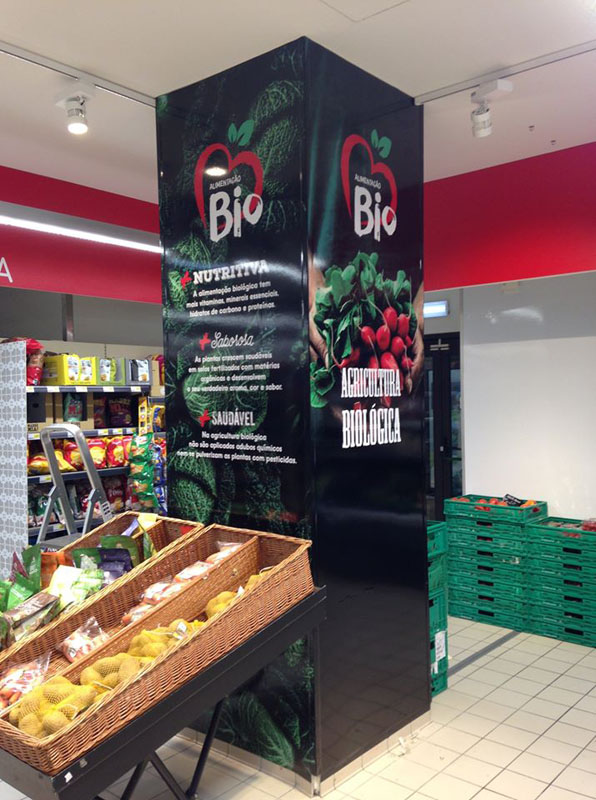 A
ALIMENTAÇÃO
Bio
+ NUTRITIVA
A alimentação biológica tem
mais vitaminas, minerais essenciais,
hidratos de carbono e proteínas.
+ Saborosa
As plantas crescem saudáveis
em solos fertilizados com matérias
orgânicas e desenvolvem
o seu verdadeiro aroma, cor e sabor.
+ SAUDÁVEL
Na agricultura biológica
não são aplicados adubos químicos
nem se pulverizam as plantas com pesticidas.
ALIMENTAÇÃO
Bio
AGRICULTURA
BIOLÓGICA